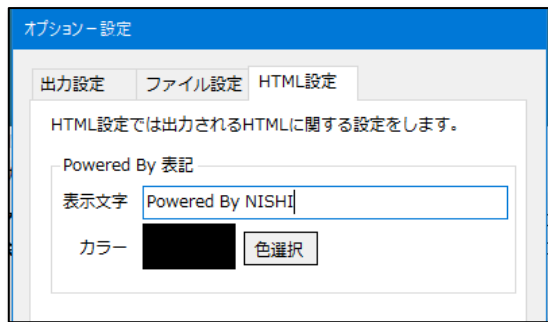 オプションー設定
出力設定 ファイル設定 HTML設定
HTML設定では出力されるHTMLに関する設定をします。
Powered By 表記
表示文字 Powered By NISHI
カラー 色選択